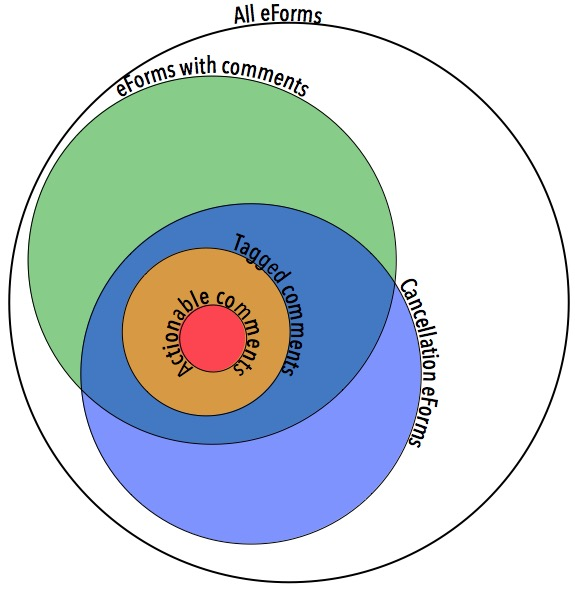 All eForms
eForms with comments
Tagged comments
Actionable comments
Cancellation eForms